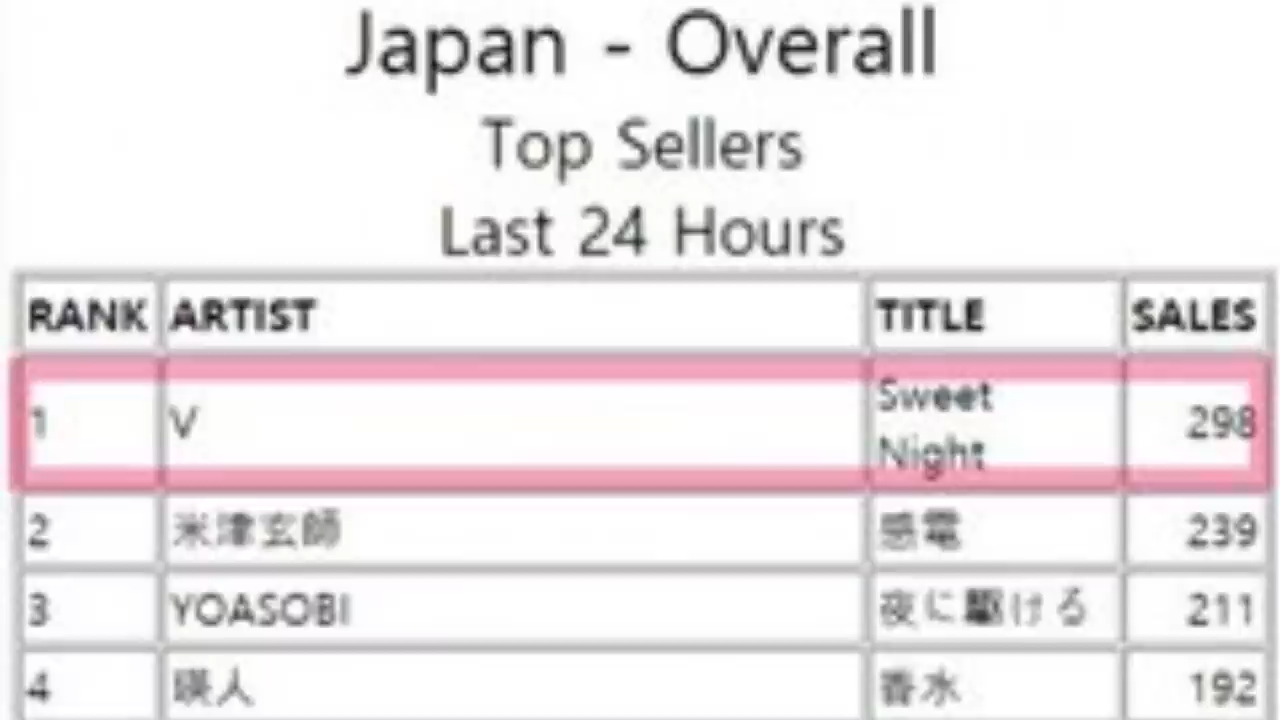 Japan - Overall
Top Sellers
Last 24 Hours
RANK ARTIST TITLE SALES
1 V Sweet Night 298
2 米津玄師 感電 239
3 YOASOBI 夜に駆ける 211
4 瑛人 香水 192